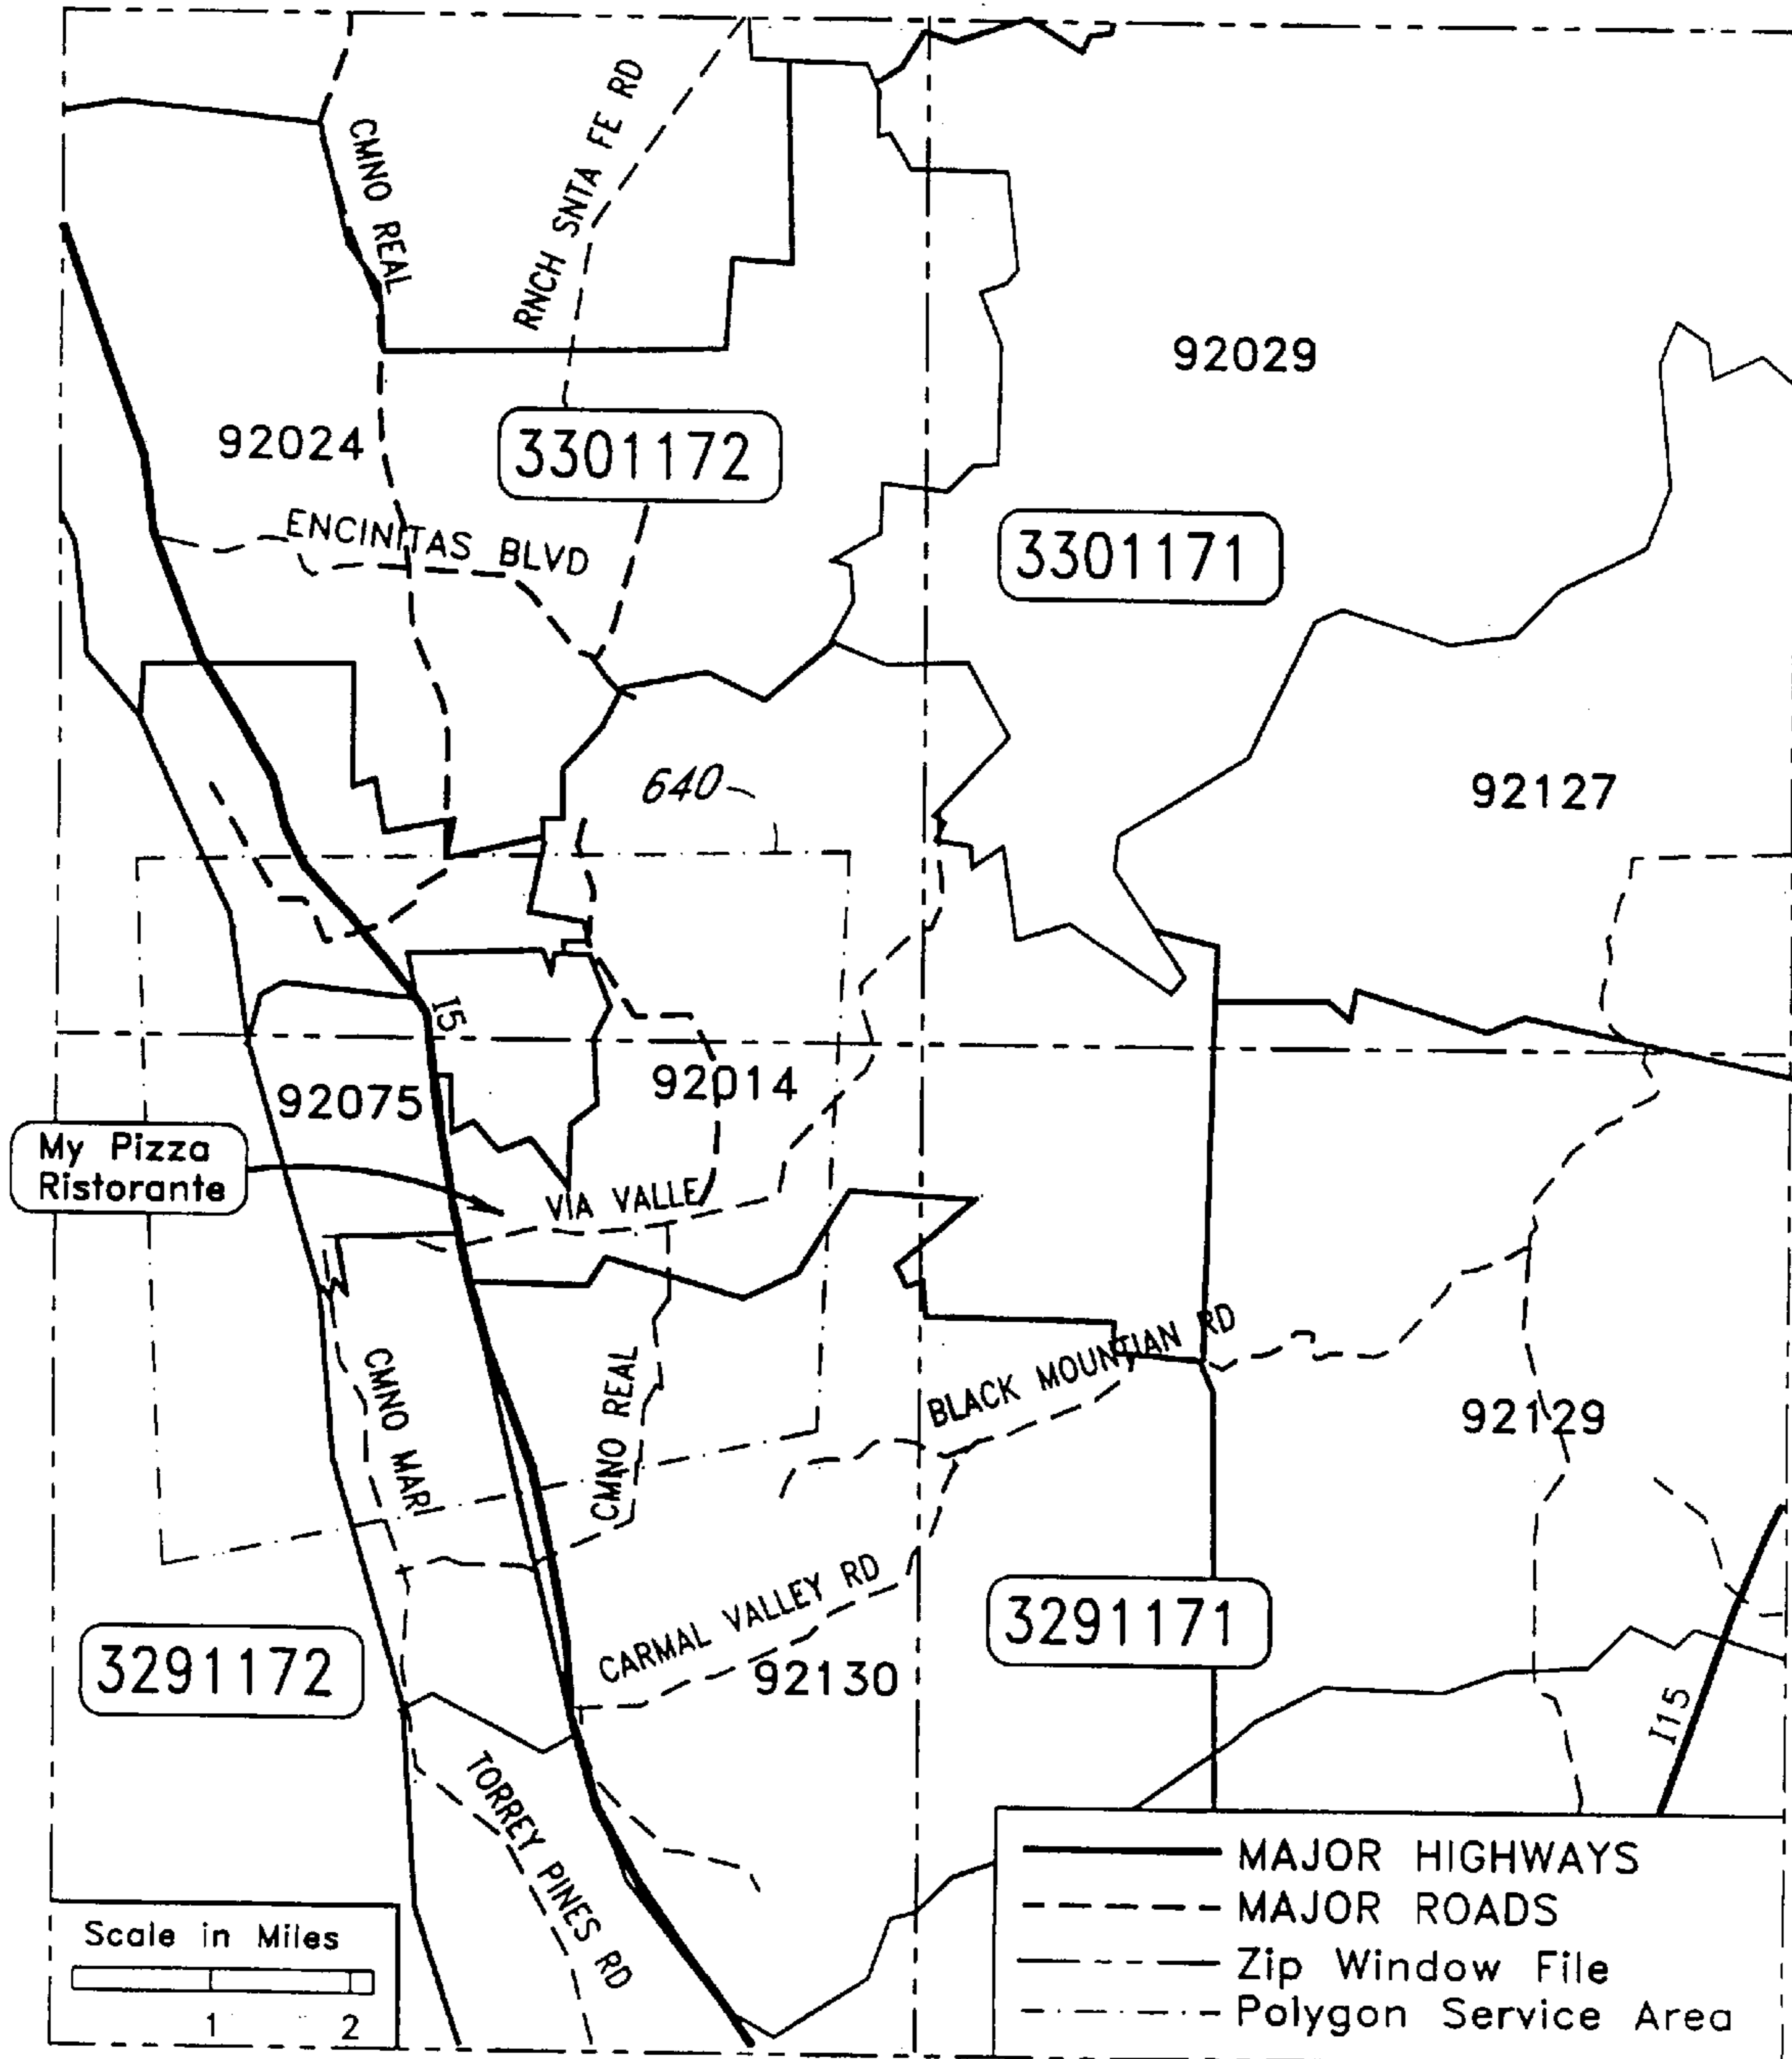 CMNO REAL
RNCH SNTA FE RD
92029
92024
3301172
ENCINITAS BLVD
3301171
640
92127
I5
92014
92075
My Pizza
Ristorante
VIA VALLE
CMNO MAR
CMNO REAL
BLACK MOUNTIAN RD
92129
CARMAL VALLEY RD
3291171
3291172
92130
I15
TORREY PINES RD
MAJOR HIGHWAYS
MAJOR ROADS
Zip Window File
Polygon Service Area
Scale in Miles
1 2